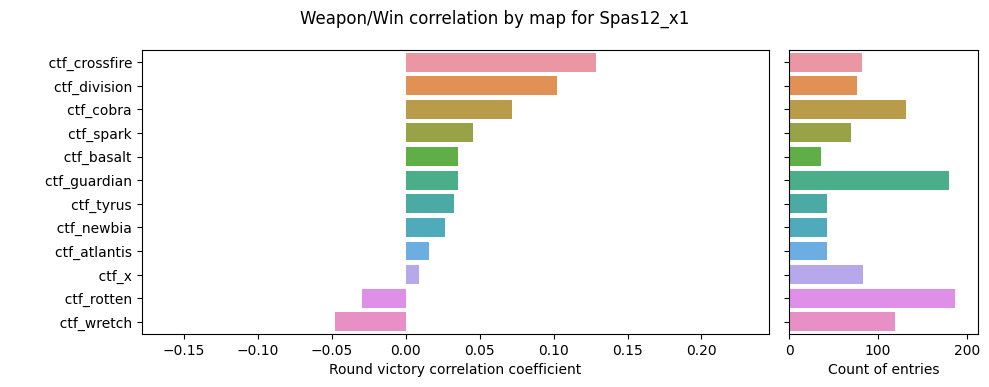 Weapon/Win correlation by map for Spas12_x1
ctf_crossfire
ctf_division
ctf_cobra
ctf_spark
ctf_basalt
ctf_guardian
ctf_tyrus
ctf_newbia
ctf_atlantis
ctf_x
ctf_rotten
ctf_wretch
−0.15 −0.10 −0.05 0.00 0.05 0.10 0.15 0.20
Round victory correlation coefficient
0 100 200
Count of entries